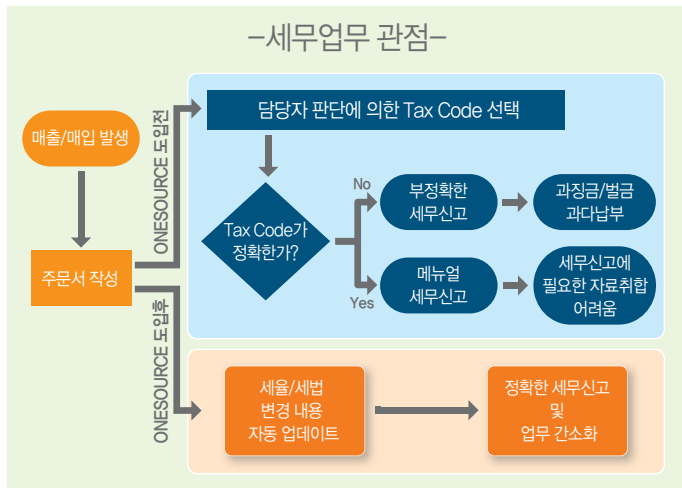 –세무업무 관점–
매출/매입 발생
주문서 작성
ONESOURCE 도입전
담당자 판단에 의한 Tax Code 선택
Tax Code가
정확한가?
No
부정확한
세무신고
과징금/벌금
과다납부
Yes
메뉴얼
세무신고
세무신고에
필요한 자료취합
어려움
ONESOURCE 도입후
세율/세법
변경 내용
자동 업데이트
정확한 세무신고
및
업무 간소화